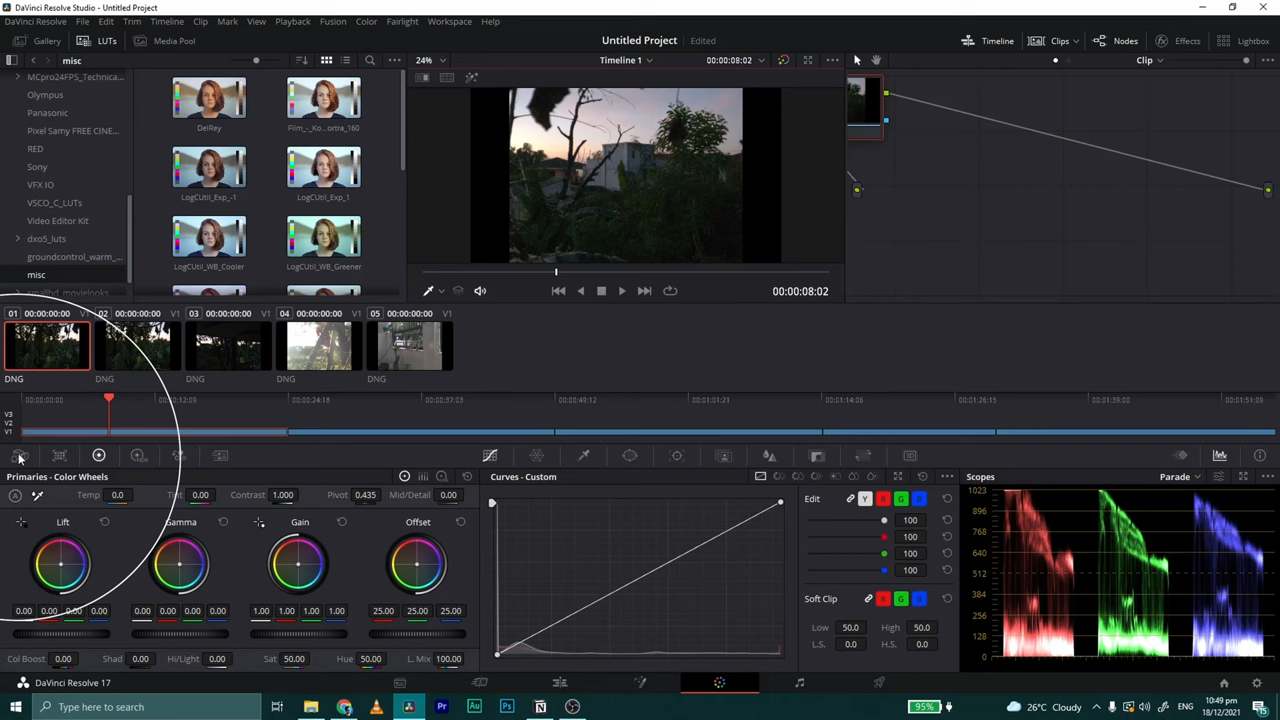 DaVinci Resolve Studio - Untitled Project
DaVinci Resolve File Edit Trim Timeline Clip Mark View Playback Fusion Color Fairlight Workspace Help
Gallery LUTs Media Pool Untitled Project Edited Timeline Clips Nodes Effects Lightbox
misc 24% Timeline 1 00:00:08:02 Clip
MCpro24FPS_Technica...
Olympus
Panasonic
Pixel Samy FREE CINE...
RED
Sony
VFX IO
VSCO_C_LUTs
Video Editor Kit
dxo5_luts
groundcontrol_warm_...
misc
smallhd_movielooks
DelRey Film_-_Ko...ortra_160
LogCUtil_Exp_-1 LogCUtil_Exp_1
LogCUtil_WB_Cooler LogCUtil_WB_Greener
00:00:08:02
01 00:00:00:00 V1 02 00:00:00:00 V1 03 00:00:00:00 V1 04 00:00:00:00 V1 05 00:00:00:00 V1
DNG DNG DNG DNG DNG
00:00:00:00 00:00:12:09 00:00:24:18 00:00:37:03 00:00:49:12 00:01:01:21 00:01:14:06 00:01:26:15 00:01:39:00 00:01:51:09
V3
V2
V1
Primaries - Color Wheels Curves - Custom Scopes Parade
Temp 0.0 Tint 0.00 Contrast 1.000 Pivot 0.435 Mid/Detail 0.00
Lift Gamma Gain Offset
0.00 0.00 0.00 0.00 0.00 0.00 0.00 0.00 1.00 1.00 1.00 1.00 25.00 25.00 25.00
Col Boost 0.00 Shad 0.00 Hi/Light 0.00 Sat 50.00 Hue 50.00 L. Mix 100.00
Edit Y R G B
100
100
100
100
Soft Clip R G B
Low 50.0 High 50.0
L.S. 0.0 H.S. 0.0
1023
896
768
640
512
384
256
128
0
DaVinci Resolve 17
Type here to search Au Pr Ps N 95% 26°C Cloudy 10:49 pm
18/12/2021 15